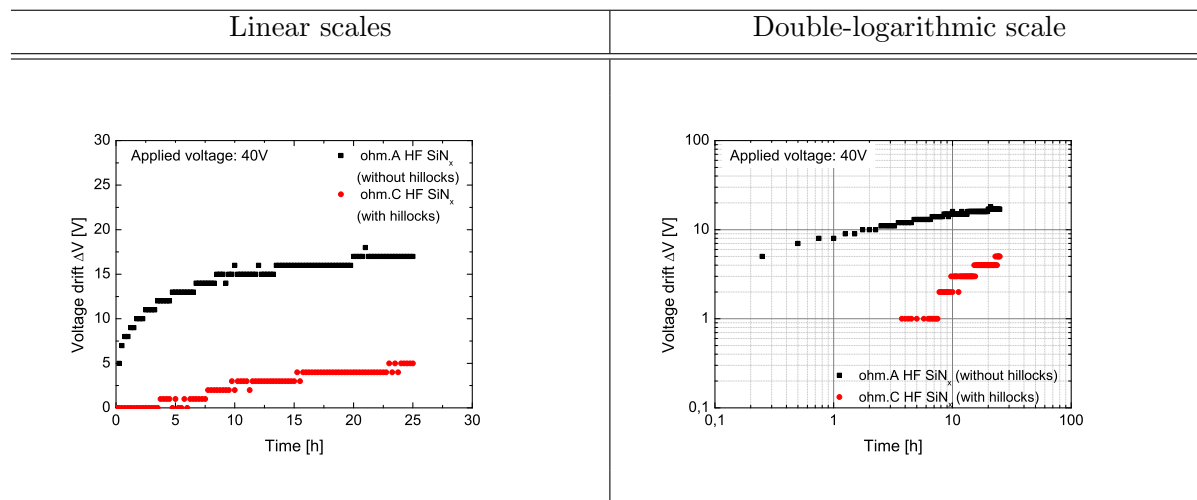 Linear scales
Double-logarithmic scale
30
25
20
15
10
5
0
0 5 10 15 20 25 30
Voltage drift ΔV [V]
Time [h]
Applied voltage: 40V
ohm.A HF SiNₓ
(without hillocks)
ohm.C HF SiNₓ
(with hillocks)
100
10
1
0,1
0,1 1 10 100
Voltage drift ΔV [V]
Time [h]
Applied voltage: 40V
ohm.A HF SiNₓ (without hillocks)
ohm.C HF SiNₓ (with hillocks)